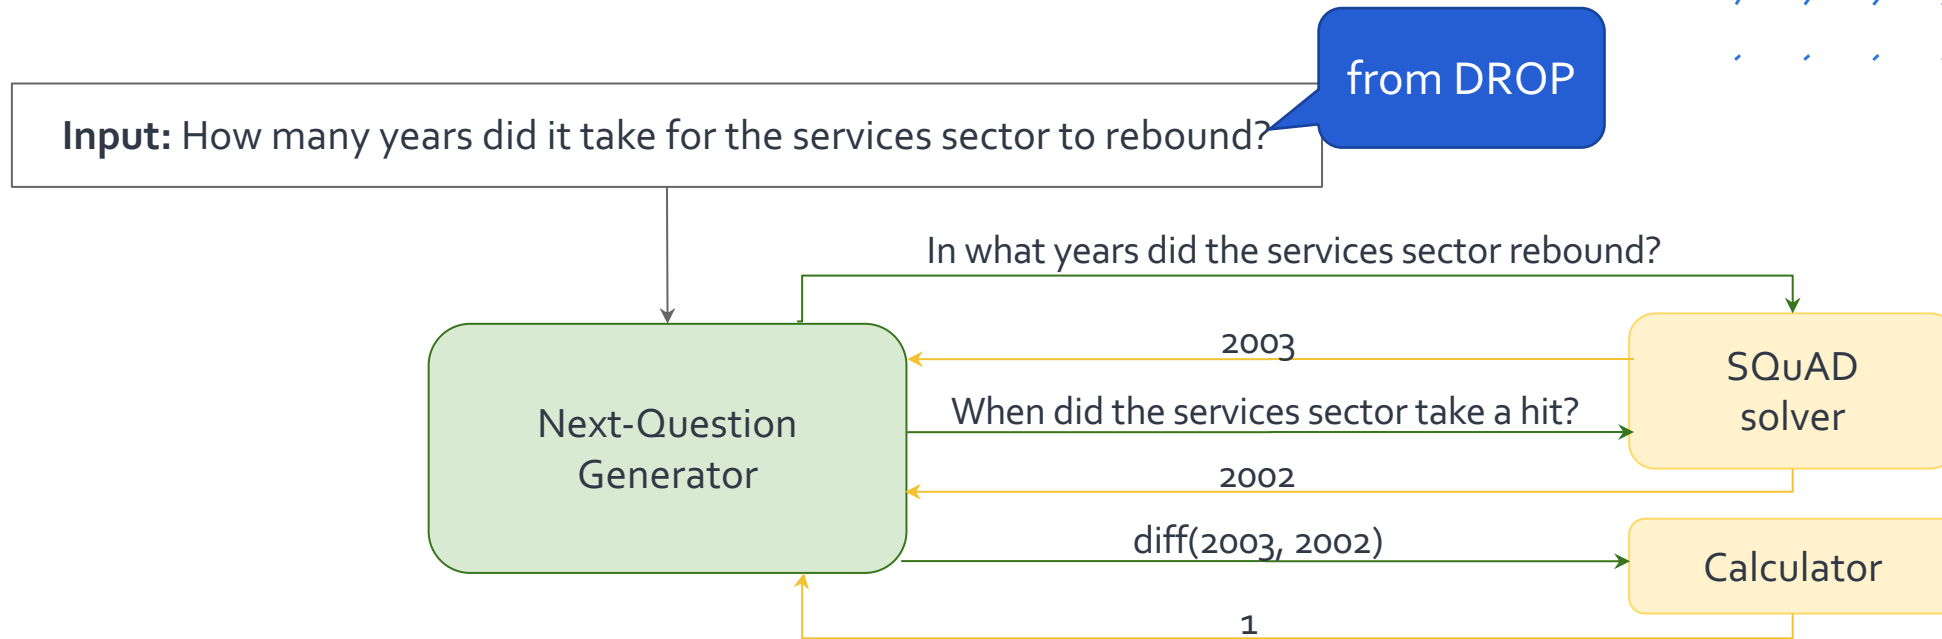 from DROP
Input: How many years did it take for the services sector to rebound?
In what years did the services sector rebound?
2003
SQuAD
solver
When did the services sector take a hit?
Next-Question
Generator
2002
diff(2003, 2002)
Calculator
1